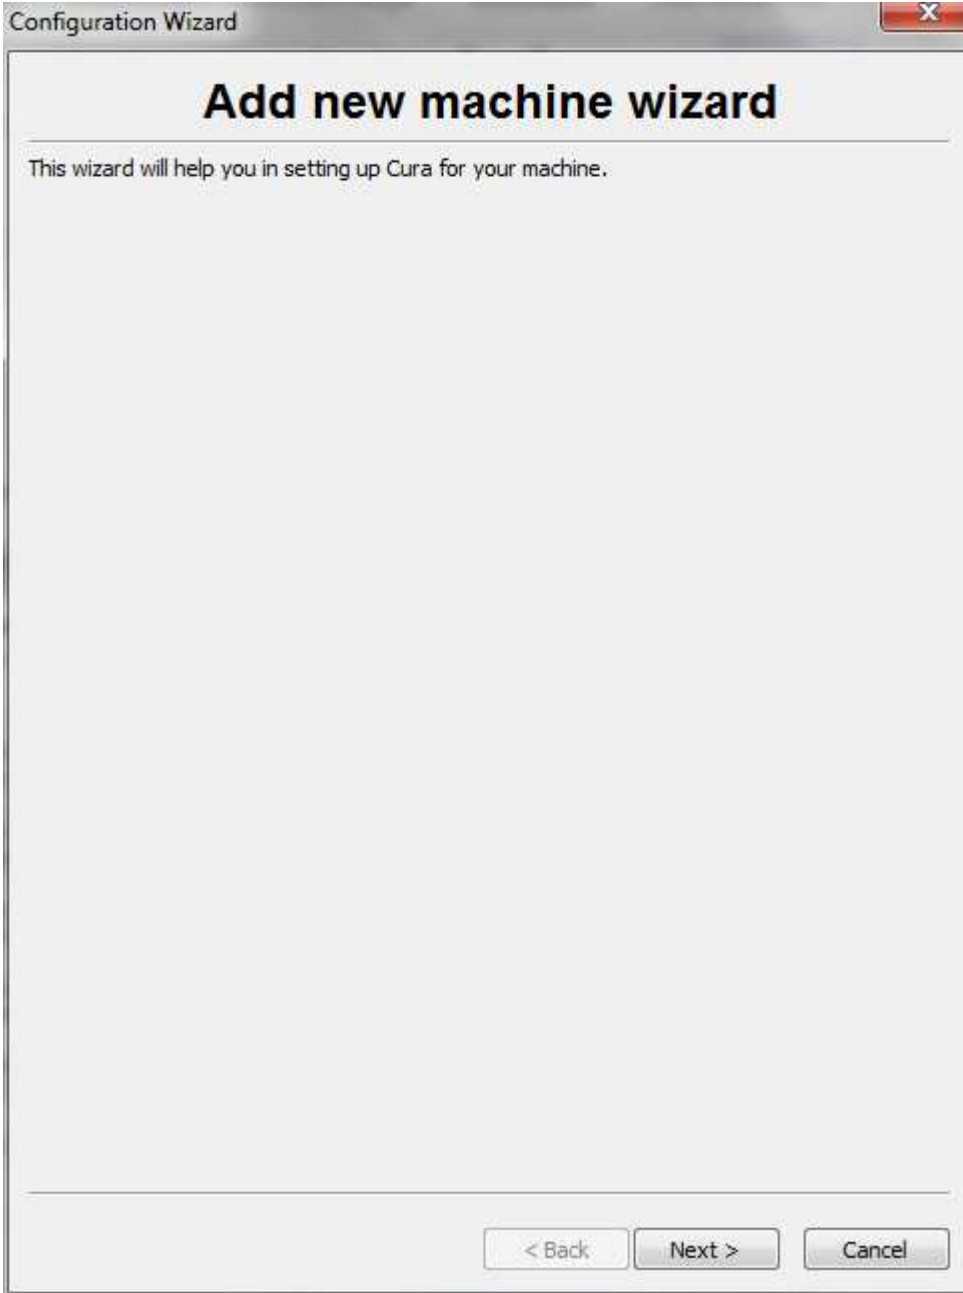 Configuration Wizard
Add new machine wizard
This wizard will help you in setting up Cura for your machine.
< Back Next > Cancel